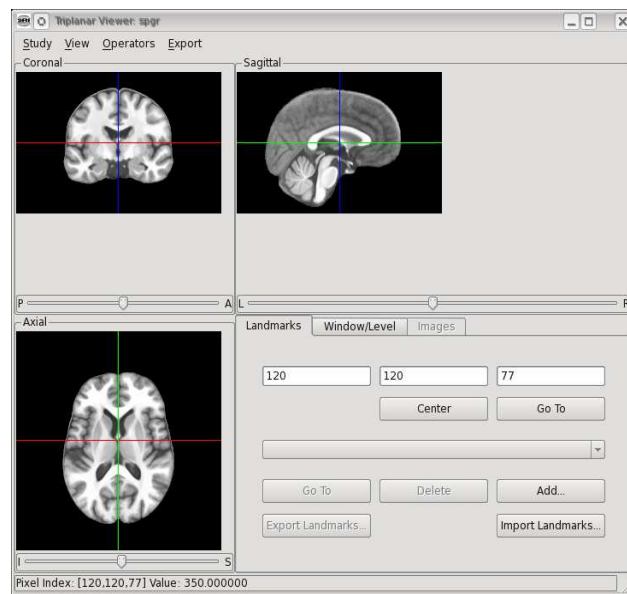 Triplanar Viewer: spgr
Study View Operators Export
Coronal
Sagittal
P A
L R
Axial
Landmarks Window/Level Images
120 120 77
Center Go To
Go To Delete Add...
Export Landmarks... Import Landmarks...
I S
Pixel Index: [120,120,77] Value: 350.000000